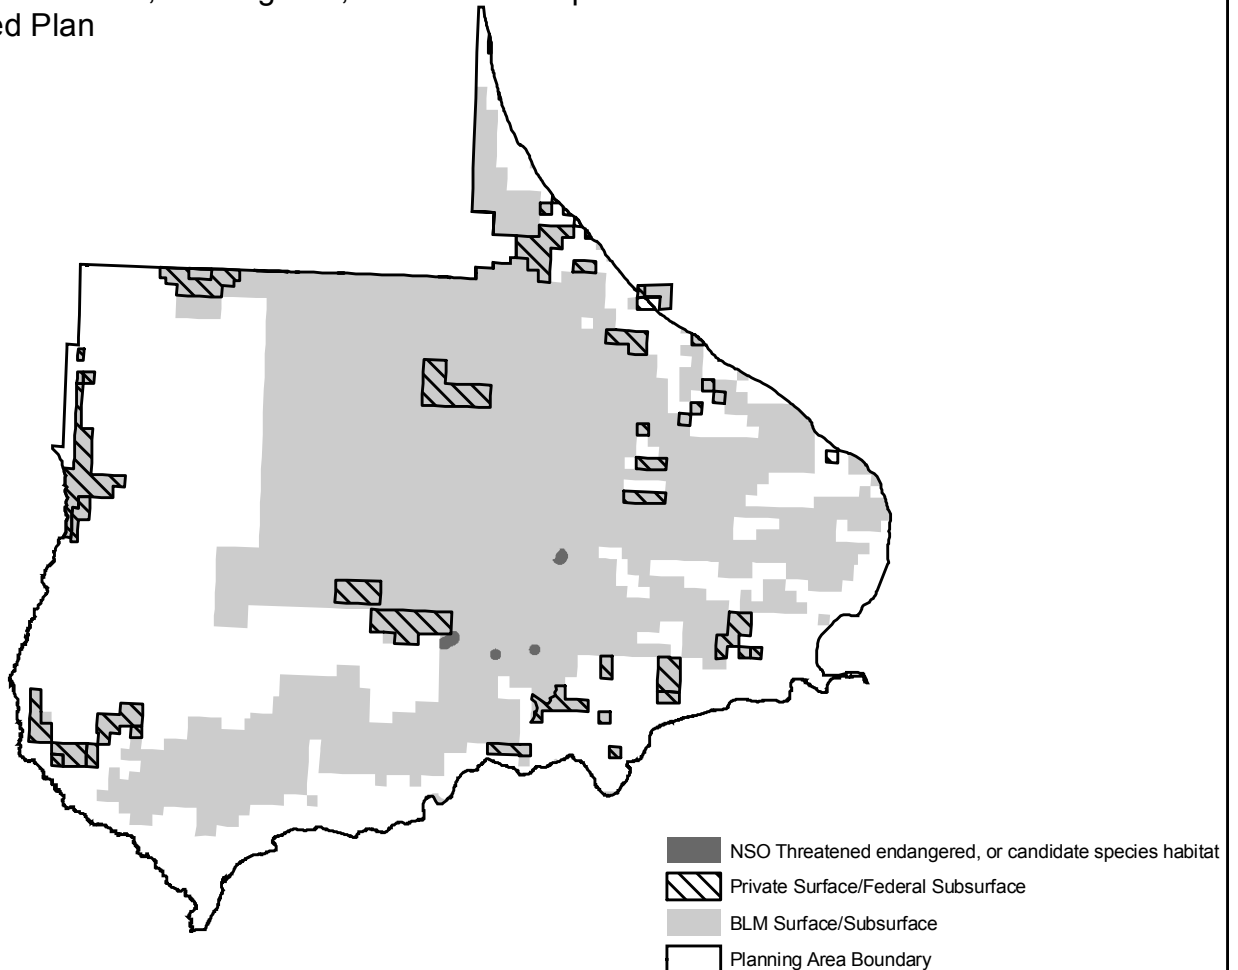 ed Plan
NSO Threatened endangered, or candidate species habitat
Private Surface/Federal Subsurface
BLM Surface/Subsurface
Planning Area Boundary